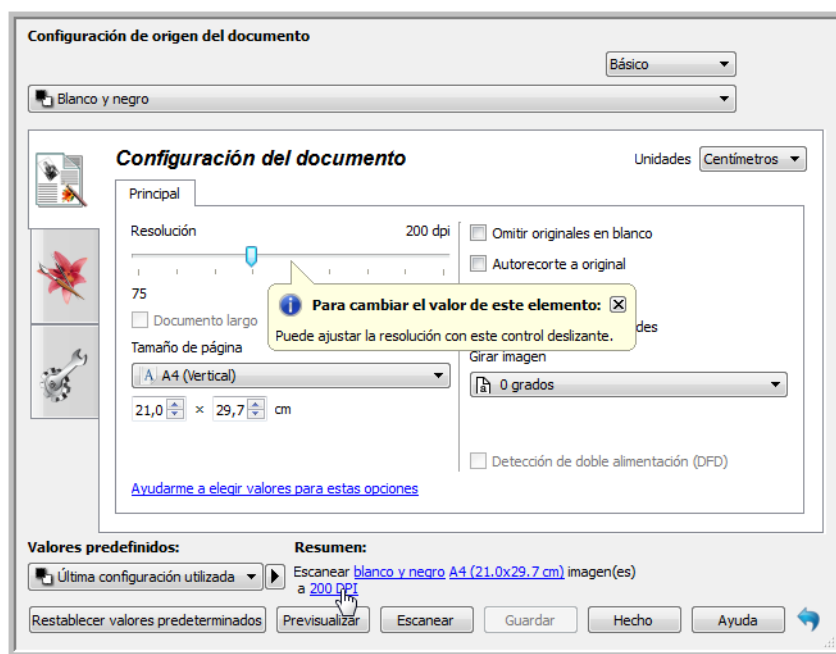 Configuración de origen del documento
Básico
Blanco y negro
Configuración del documento
Unidades Centímetros
Principal
Resolución 200 dpi
75
Documento largo
Tamaño de página
A4 (Vertical)
21,0 × 29,7 cm
Ayudarme a elegir valores para estas opciones
Omitir originales en blanco
Autorecorte a original
Para cambiar el valor de este elemento:
Puede ajustar la resolución con este control deslizante.
Girar imagen
0 grados
Detección de doble alimentación (DFD)
Valores predefinidos:
Última configuración utilizada
Resumen:
Escanear blanco y negro A4 (21.0x29.7 cm) imagen(es)
a 200 DPI
Restablecer valores predeterminados Previsualizar Escanear Guardar Hecho Ayuda